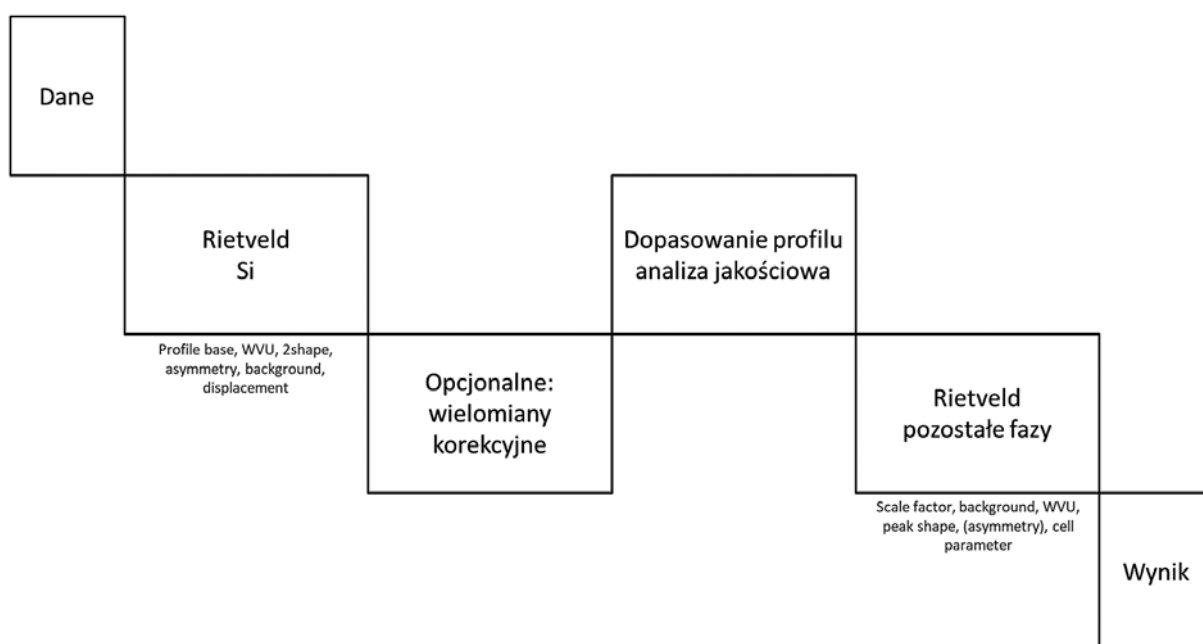 Dane
Rietveld
Si
Profile base, WVU, 2shape,
asymmetry, background,
displacement
Opcjonalne:
wielomiany
korekcyjne
Dopasowanie profilu
analiza jakościowa
Rietveld
pozostałe fazy
Scale factor, background, WVU,
peak shape, (asymmetry), cell
parameter
Wynik